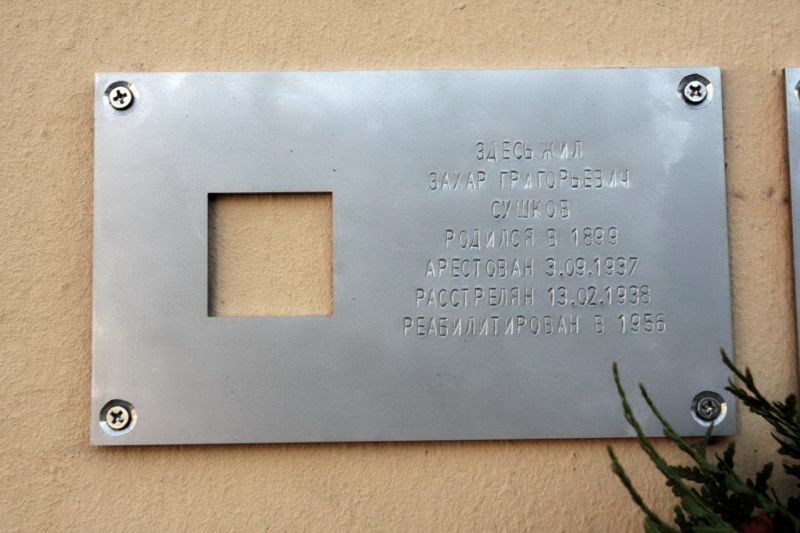 ЗДЕСЬ ЖИЛ
ЗАХАР ГРИГОРЬЕВИЧ
СУШКОВ
РОДИЛСЯ В 1899
АРЕСТОВАН 3.09.1937
РАССТРЕЛЯН 13.02.1938
РЕАБИЛИТИРОВАН В 1956